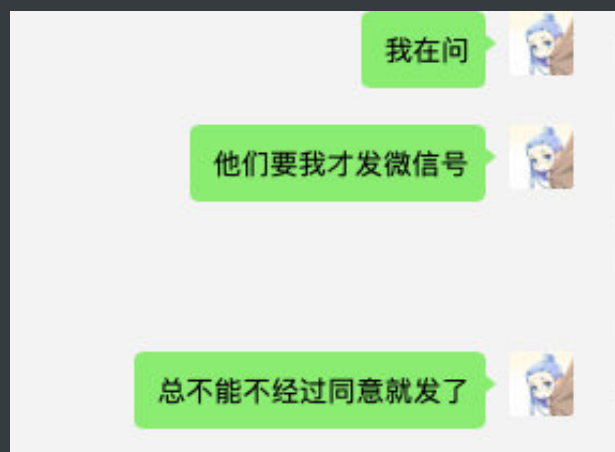 我在问
他们要我才发微信号
总不能不经过同意就发了